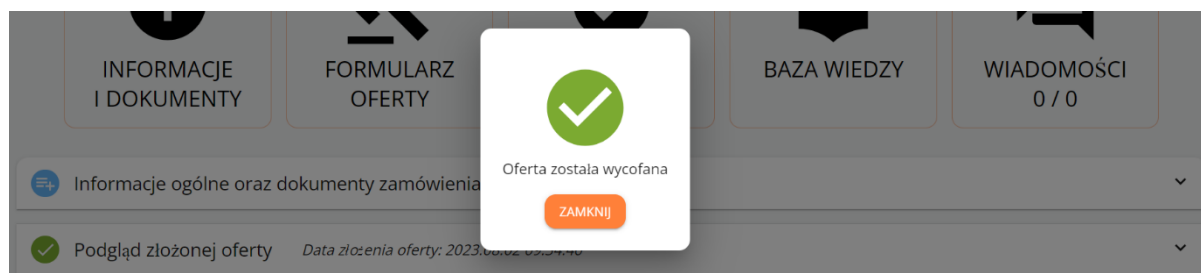 INFORMACJE
I DOKUMENTY
FORMULARZ
OFERTY
BAZA WIEDZY
WIADOMOŚCI
0 / 0
Oferta została wycofana
ZAMKNIJ
Informacje ogólne oraz dokumenty zamówienia
Podgląd złożonej oferty Data złożenia oferty: 2023.